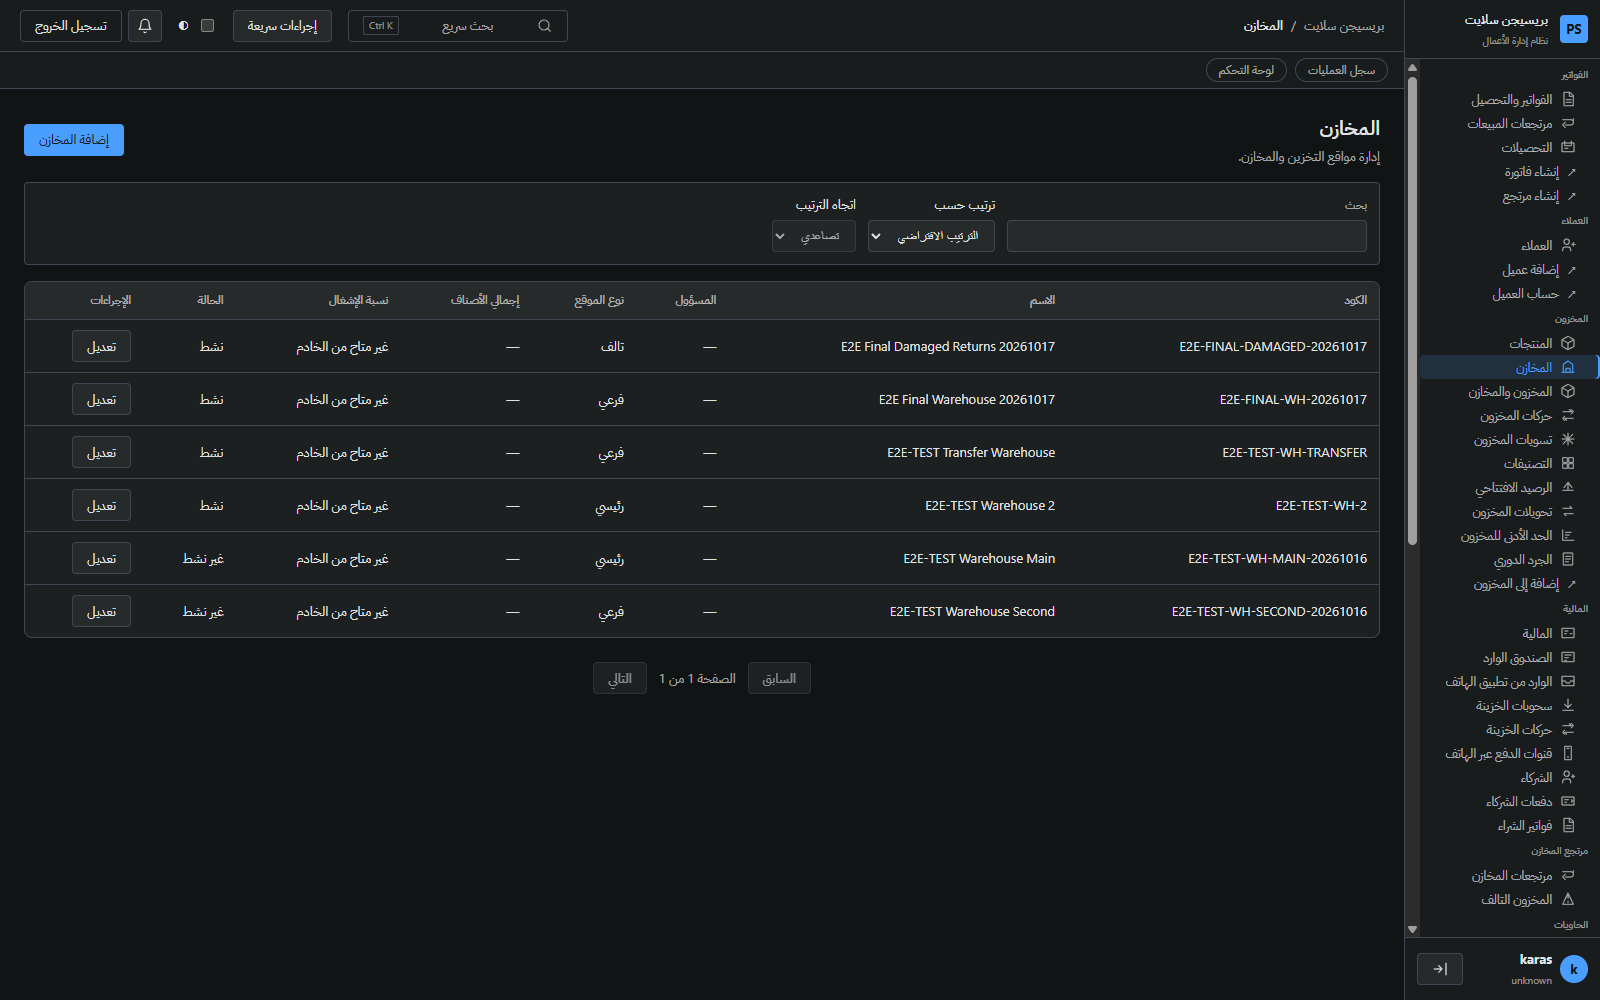 PS
بريسيجن سلايت
نظام إدارة الأعمال
بريسيجن سلايت / المخازن
بحث سريع Ctrl K
إجراءات سريعة
تسجيل الخروج
سجل العمليات
لوحة التحكم
الفواتير
الفواتير والتحصيل
مرتجعات المبيعات
التحصيلات
إنشاء فاتورة
إنشاء مرتجع
العملاء
العملاء
إضافة عميل
حساب العميل
المخزون
المنتجات
المخازن
المخزون والمخازن
حركات المخزون
تسويات المخزون
التصنيفات
الرصيد الافتتاحي
تحويلات المخزون
الحد الأدنى للمخزون
الجرد الدوري
إضافة إلى المخزون
المالية
المالية
الصندوق الوارد
الوارد من تطبيق الهاتف
سحوبات الخزينة
حركات الخزينة
قنوات الدفع عبر الهاتف
الشركاء
دفعات الشركاء
فواتير الشراء
مرتجع المخازن
مرتجعات المخازن
المخزون التالف
الحاويات
k
karas
unknown
المخازن
إدارة مواقع التخزين والمخازن.
إضافة المخازن
بحث
ترتيب حسب
اتجاه الترتيب
الترتيب الافتراضي
تصاعدي
الكود الاسم المسؤول نوع الموقع إجمالي الأصناف نسبة الإشغال الحالة الإجراءات
E2E-FINAL-DAMAGED-20261017 E2E Final Damaged Returns 20261017 — تالف — غير متاح من الخادم نشط تعديل
E2E-FINAL-WH-20261017 E2E Final Warehouse 20261017 — فرعي — غير متاح من الخادم نشط تعديل
E2E-TEST-WH-TRANSFER E2E-TEST Transfer Warehouse — فرعي — غير متاح من الخادم نشط تعديل
E2E-TEST-WH-2 E2E-TEST Warehouse 2 — رئيسي — غير متاح من الخادم نشط تعديل
E2E-TEST-WH-MAIN-20261016 E2E-TEST Warehouse Main — رئيسي — غير متاح من الخادم غير نشط تعديل
E2E-TEST-WH-SECOND-20261016 E2E-TEST Warehouse Second — فرعي — غير متاح من الخادم غير نشط تعديل
السابق الصفحة 1 من 1 التالي